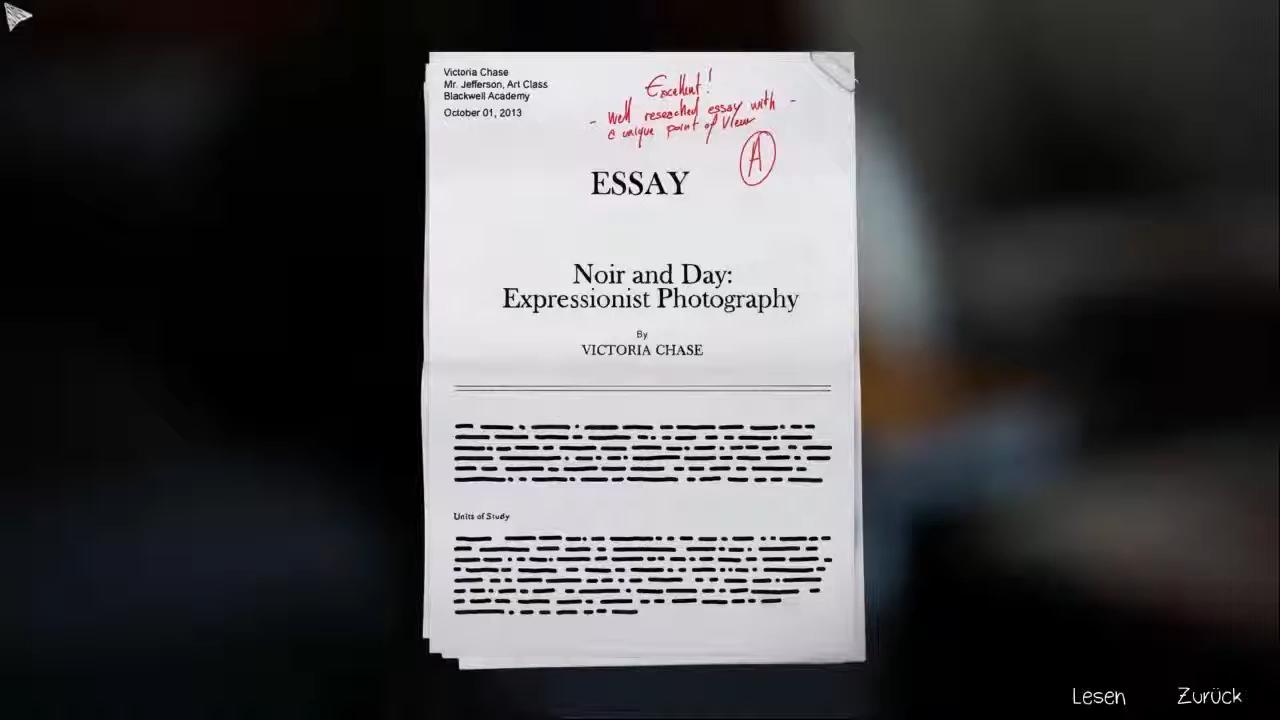 Victoria Chase
Mr. Jefferson, Art Class
Blackwell Academy
October 01, 2013
Excellent!
- Well reseached essay with -
a unique point of View
A
ESSAY
Noir and Day:
Expressionist Photography
By
VICTORIA CHASE
Units of Study
Lesen Zurück